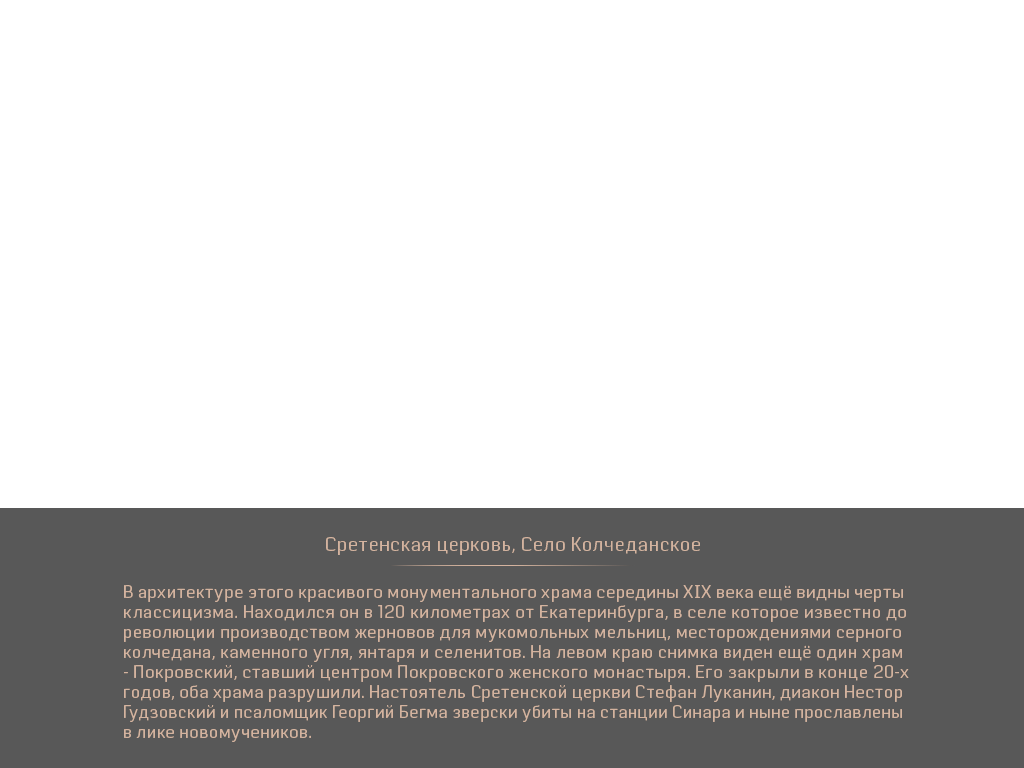 Сретенская церковь, Село Колчеданское
В архитектуре этого красивого монументального храма середины XIX века ещё видны черты
классицизма. Находился он в 120 километрах от Екатеринбурга, в селе которое известно до
революции производством жерновов для мукомольных мельниц, месторождениями серного
колчедана, каменного угля, янтаря и селенитов. На левом краю снимка виден ещё один храм
- Покровский, ставший центром Покровского женского монастыря. Его закрыли в конце 20-х
годов, оба храма разрушили. Настоятель Сретенской церкви Стефан Луканин, диакон Нестор
Гудзовский и псаломщик Георгий Бегма зверски убиты на станции Синара и ныне прославлены
в лике новомучеников.